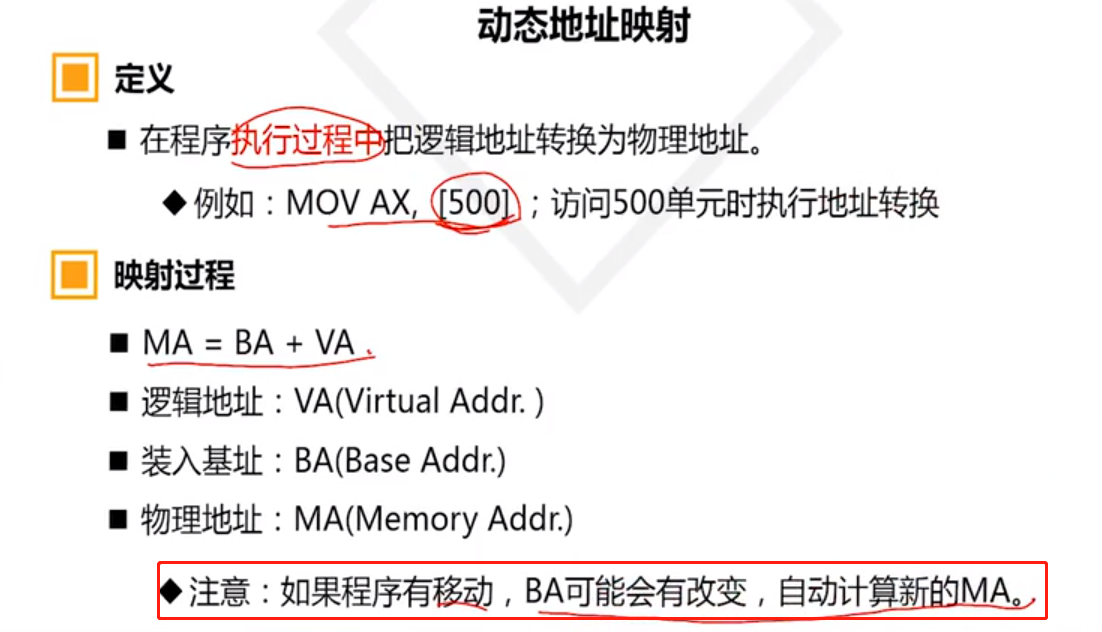 动态地址映射
定义
■ 在程序执行过程中把逻辑地址转换为物理地址。
◆ 例如：MOV AX, [500] ；访问500单元时执行地址转换
映射过程
■ MA = BA + VA
■ 逻辑地址：VA(Virtual Addr. )
■ 装入基址：BA(Base Addr.)
■ 物理地址：MA(Memory Addr.)
◆ 注意：如果程序有移动，BA可能会有改变，自动计算新的MA。